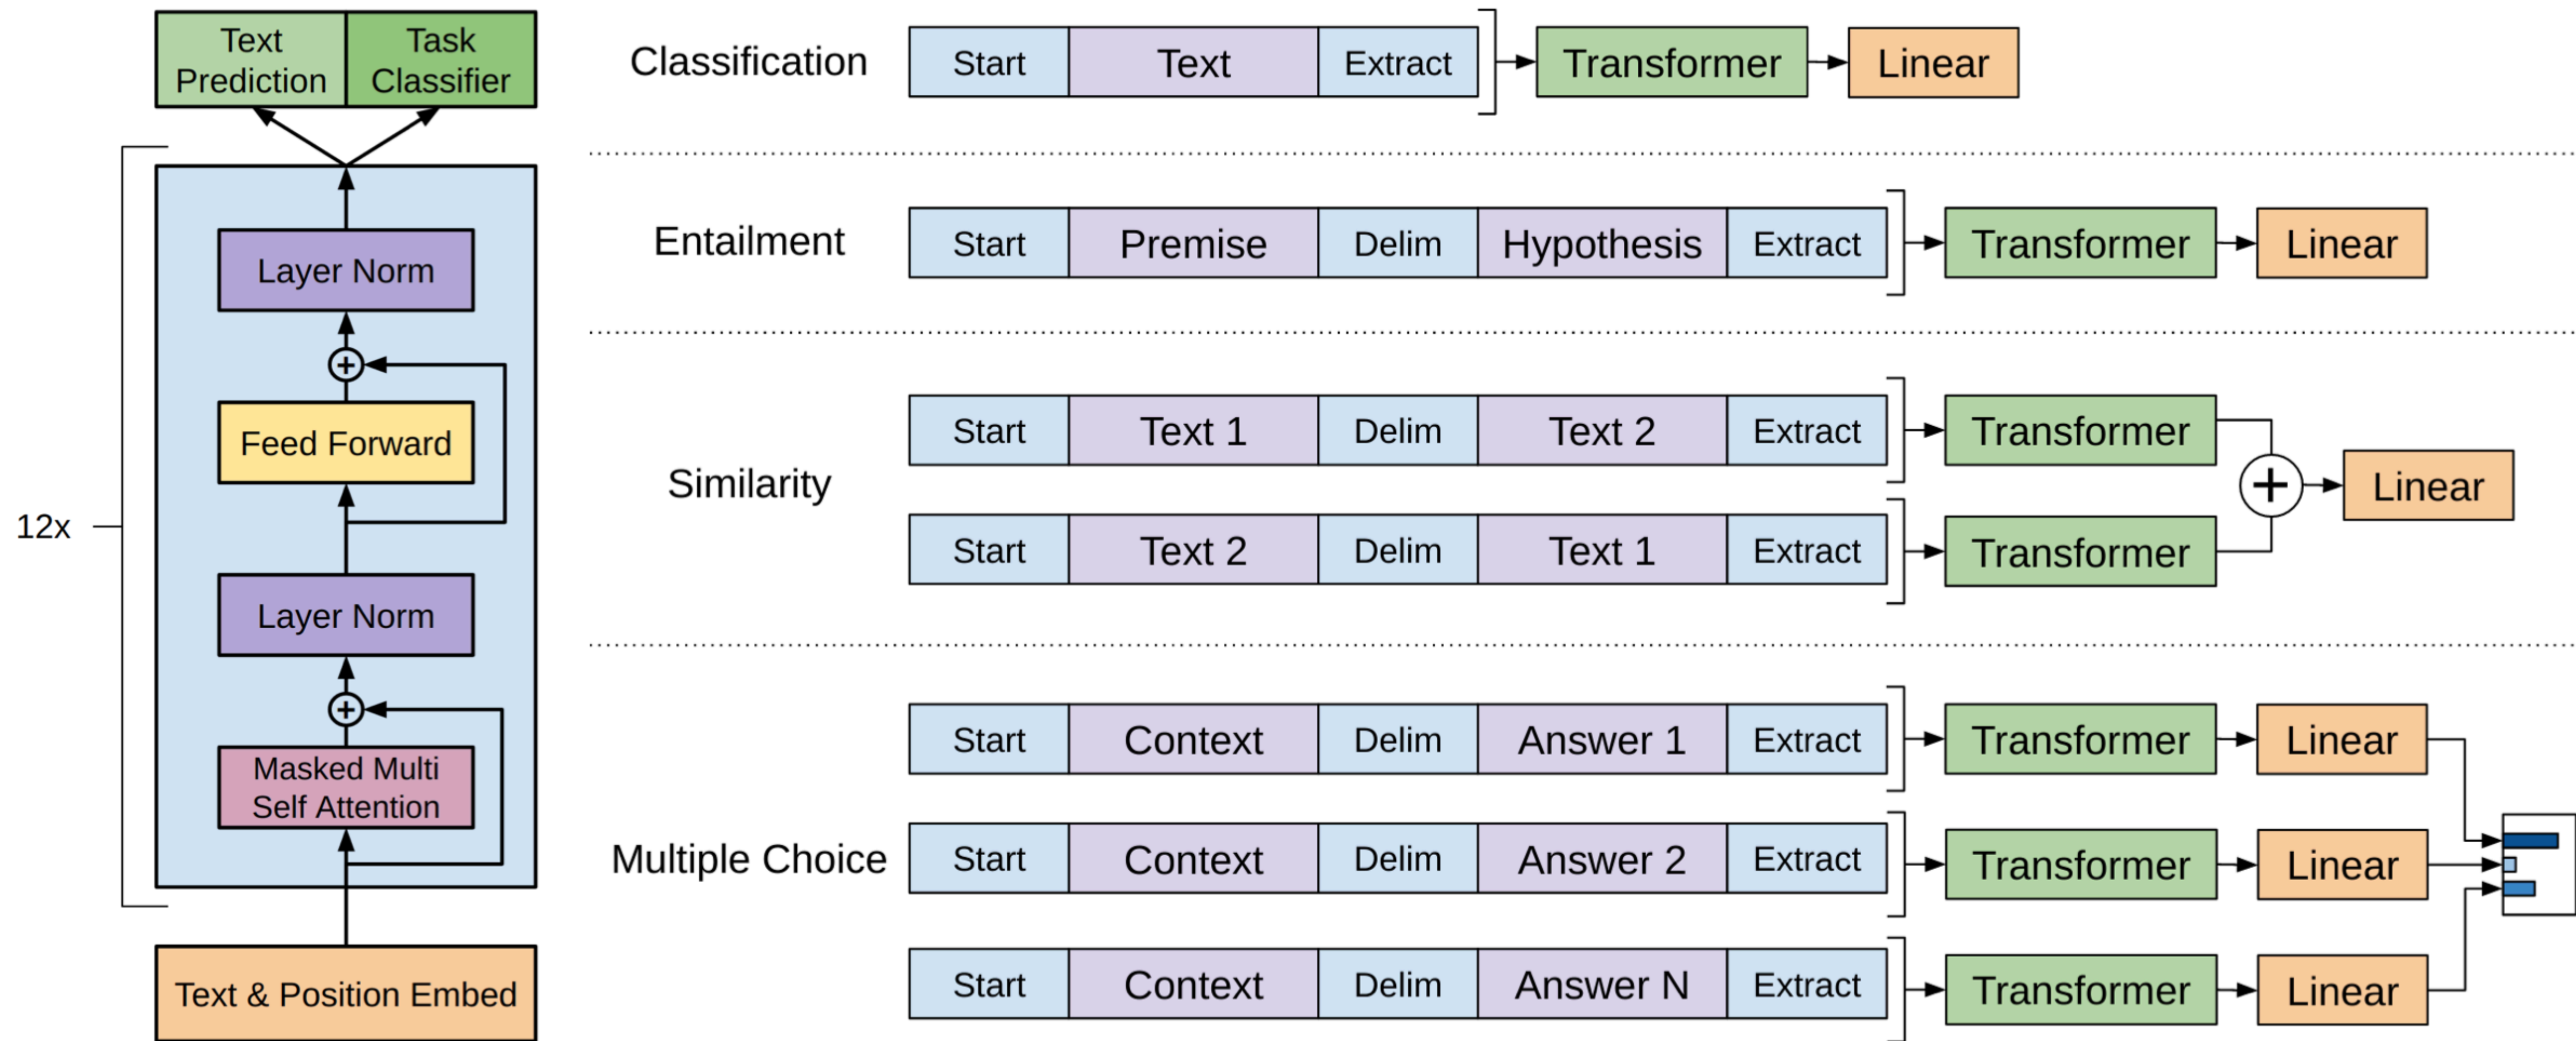 Text
Prediction
Task
Classifier
12x
Layer Norm
+
Feed Forward
Layer Norm
+
Masked Multi
Self Attention
Text & Position Embed
Classification
Start Text Extract Transformer Linear
Entailment
Start Premise Delim Hypothesis Extract Transformer Linear
Similarity
Start Text 1 Delim Text 2 Extract Transformer
+ Linear
Start Text 2 Delim Text 1 Extract Transformer
Multiple Choice
Start Context Delim Answer 1 Extract Transformer Linear
Start Context Delim Answer 2 Extract Transformer Linear
Start Context Delim Answer N Extract Transformer Linear